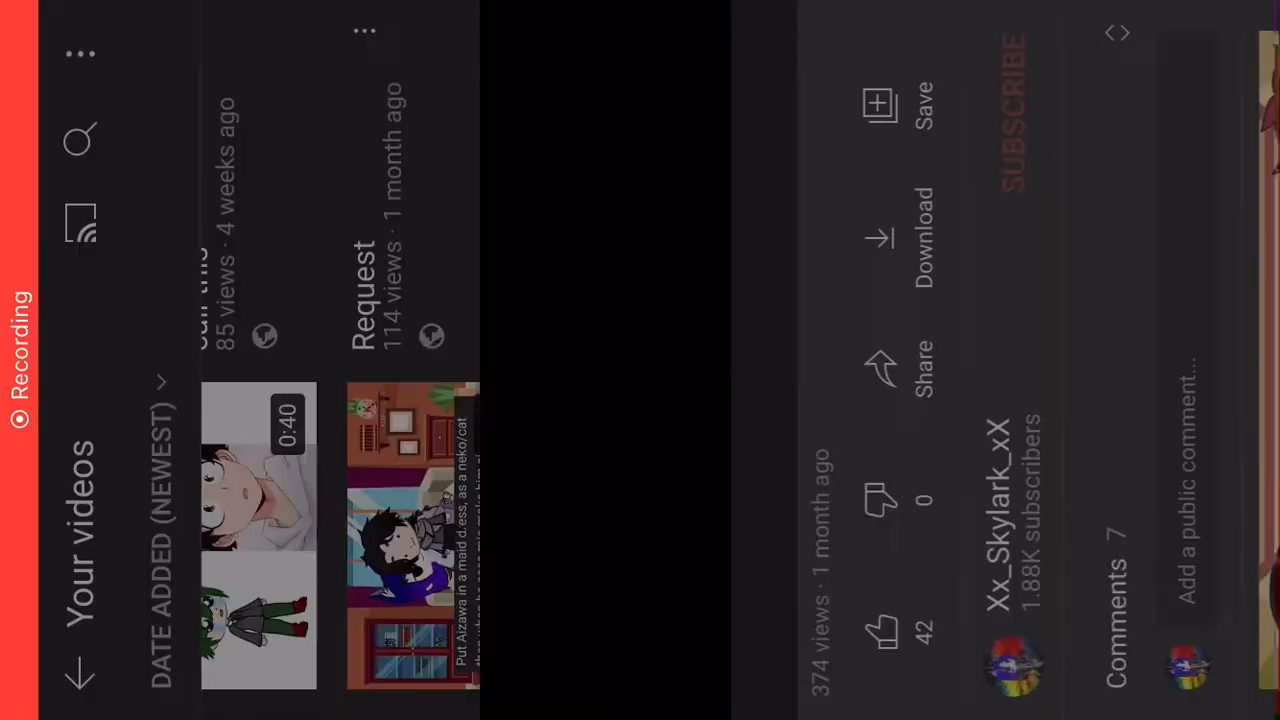 Recording
Your videos
DATE ADDED (NEWEST)
0:40
85 views · 4 weeks ago
Request
114 views · 1 month ago
Put Aizawa in a maid d.ess, as a neko/cat
374 views · 1 month ago
42
0
Share
Download
Save
Xx_Skylark_xX
1.88K subscribers
SUBSCRIBE
Comments 7
Add a public comment...